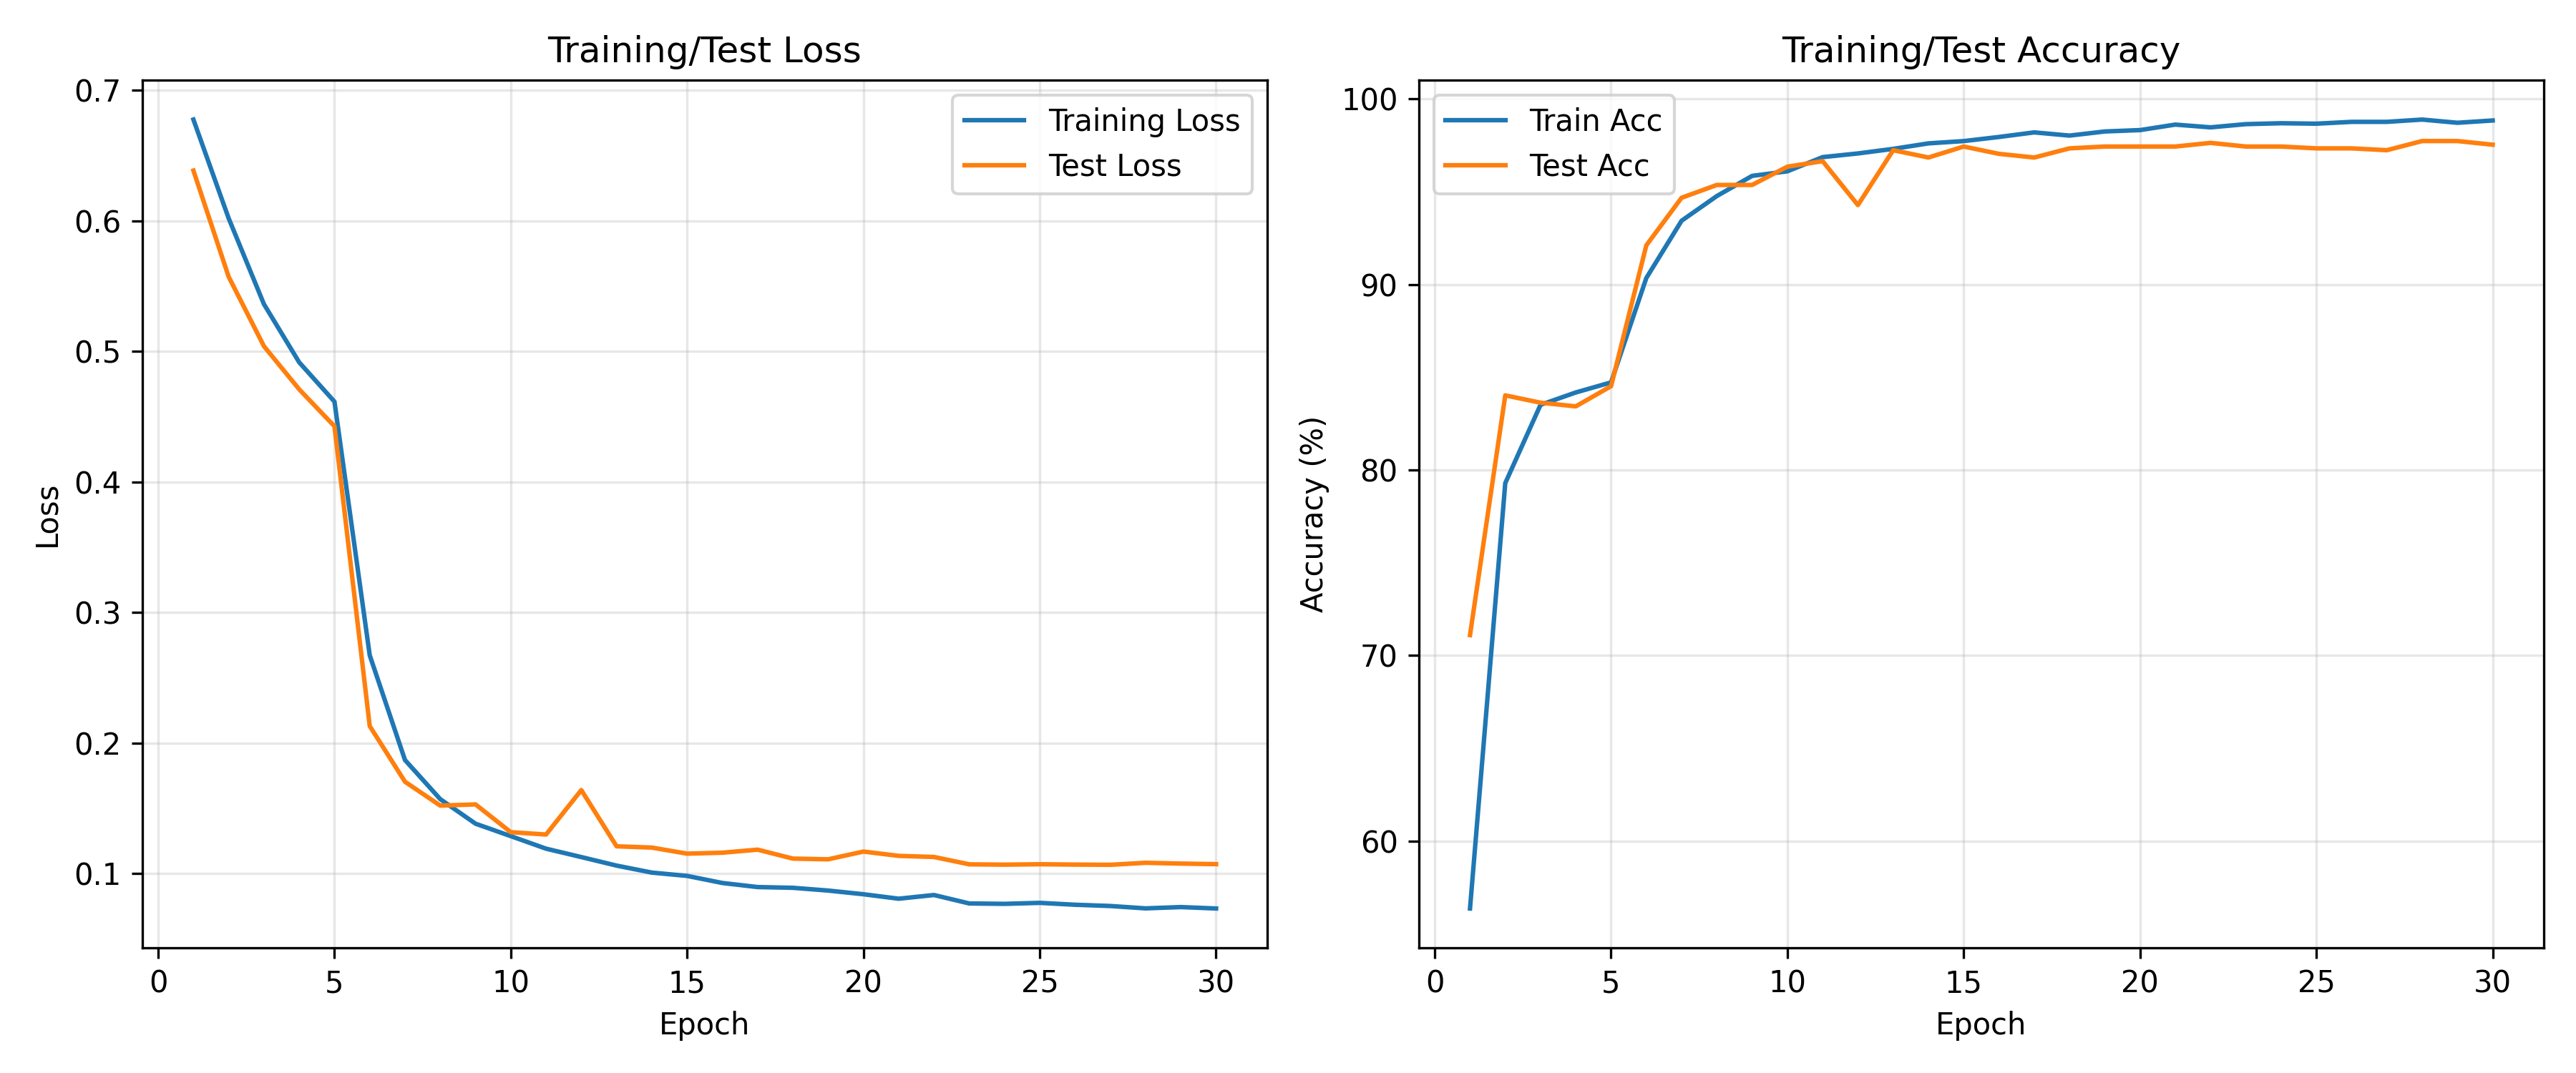 Training/Test Loss
0.7
0.6
0.5
0.4
0.3
0.2
0.1
Loss
0 5 10 15 20 25 30
Epoch
Training Loss
Test Loss
Training/Test Accuracy
100
90
80
70
60
Accuracy (%)
0 5 10 15 20 25 30
Epoch
Train Acc
Test Acc